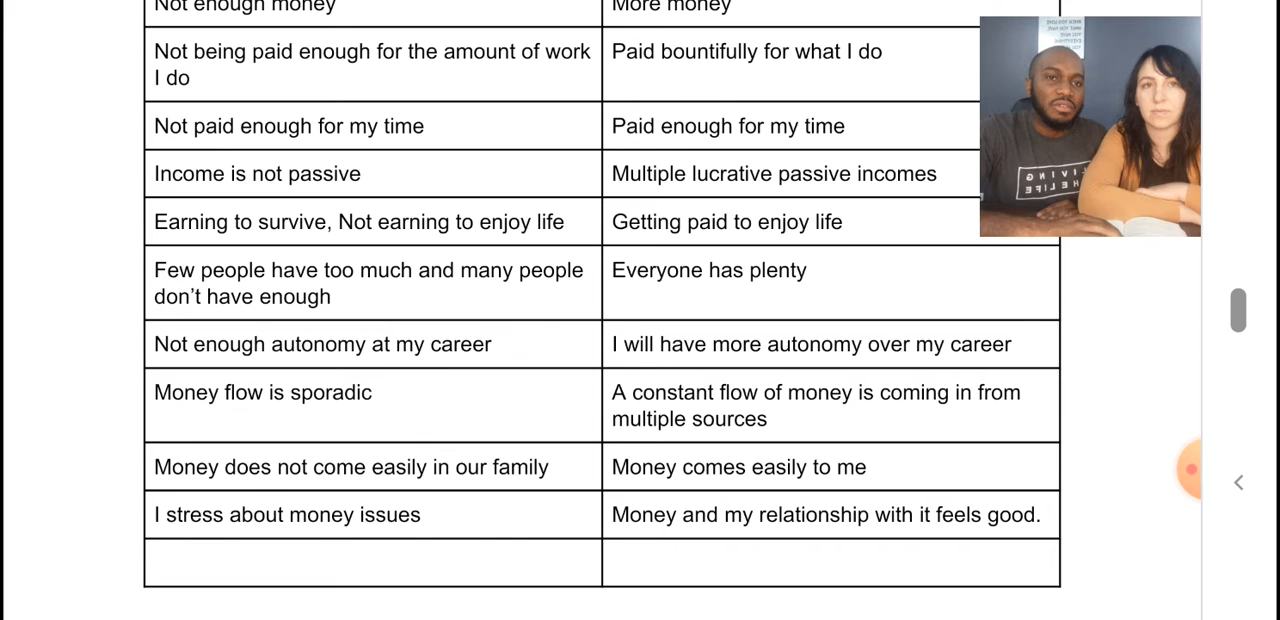 Not enough money
More money
Not being paid enough for the amount of work
I do
Paid bountifully for what I do
Not paid enough for my time
Paid enough for my time
Income is not passive
Multiple lucrative passive incomes
Earning to survive, Not earning to enjoy life
Getting paid to enjoy life
Few people have too much and many people
don’t have enough
Everyone has plenty
Not enough autonomy at my career
I will have more autonomy over my career
Money flow is sporadic
A constant flow of money is coming in from
multiple sources
Money does not come easily in our family
Money comes easily to me
I stress about money issues
Money and my relationship with it feels good.
LIVING
HE LIFE